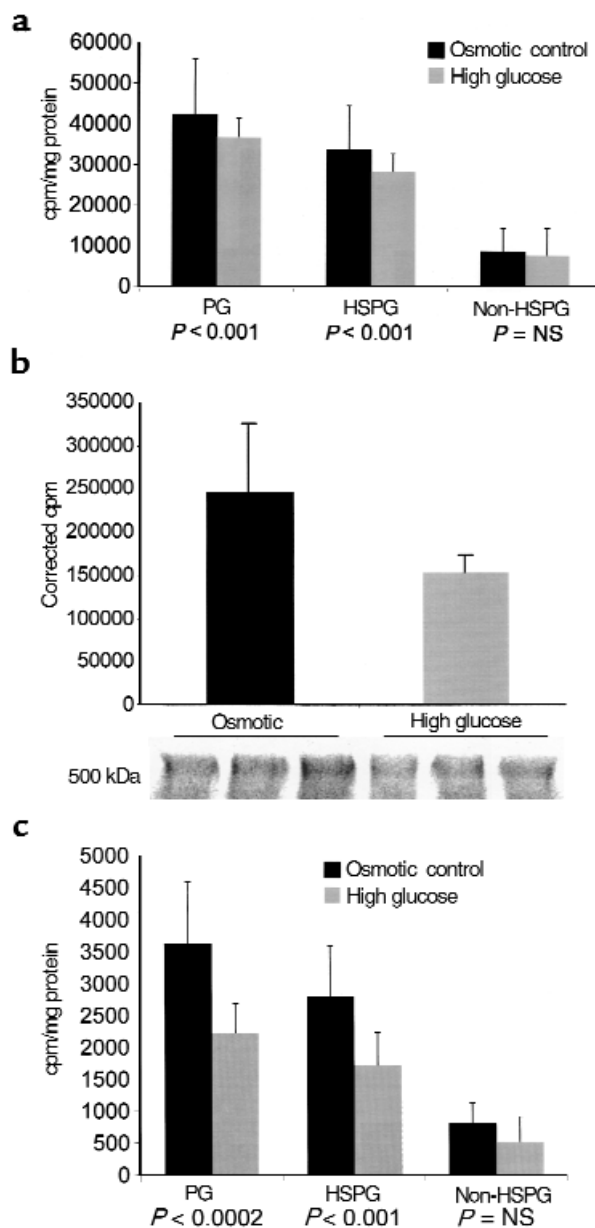 a
Osmotic control
High glucose
cpm/mg protein
60000
50000
40000
30000
20000
10000
0
PG HSPG Non-HSPG
P < 0.001 P < 0.001 P = NS
b
Corrected cpm
350000
300000
250000
200000
150000
100000
50000
0
Osmotic High glucose
500 kDa
c
Osmotic control
High glucose
cpm/mg protein
5000
4500
4000
3500
3000
2500
2000
1500
1000
500
0
PG HSPG Non-HSPG
P < 0.0002 P < 0.001 P = NS